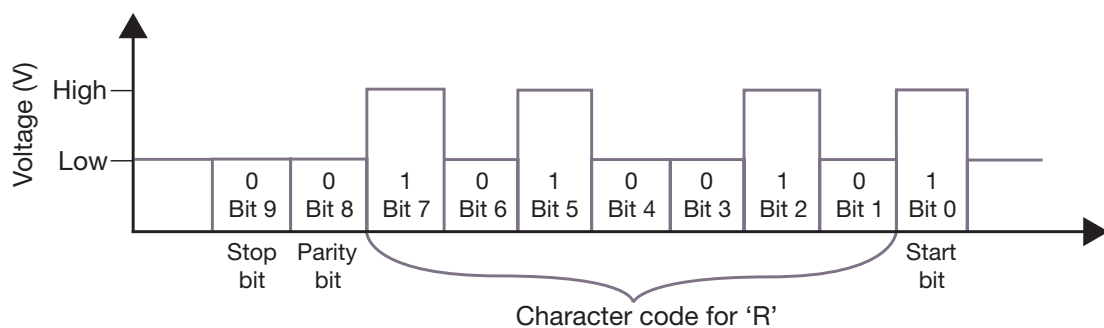 Voltage (V)
High
Low
0 0 1 0 1 0 0 1 0 1
Bit 9 Bit 8 Bit 7 Bit 6 Bit 5 Bit 4 Bit 3 Bit 2 Bit 1 Bit 0
Stop bit
Parity bit
Start bit
Character code for ‘R’